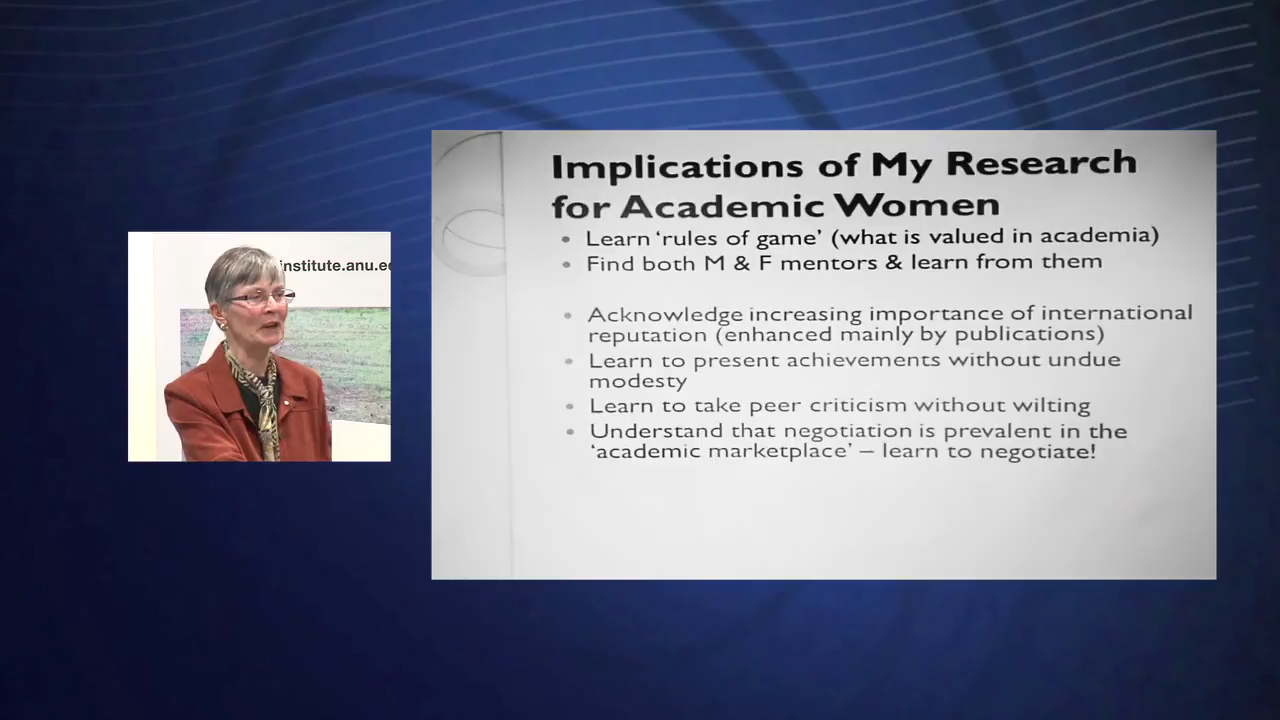 institute.anu.e
Implications of My Research
for Academic Women
• Learn ‘rules of game’ (what is valued in academia)
• Find both M & F mentors & learn from them
• Acknowledge increasing importance of international
reputation (enhanced mainly by publications)
• Learn to present achievements without undue
modesty
• Learn to take peer criticism without wilting
• Understand that negotiation is prevalent in the
‘academic marketplace’ – learn to negotiate!